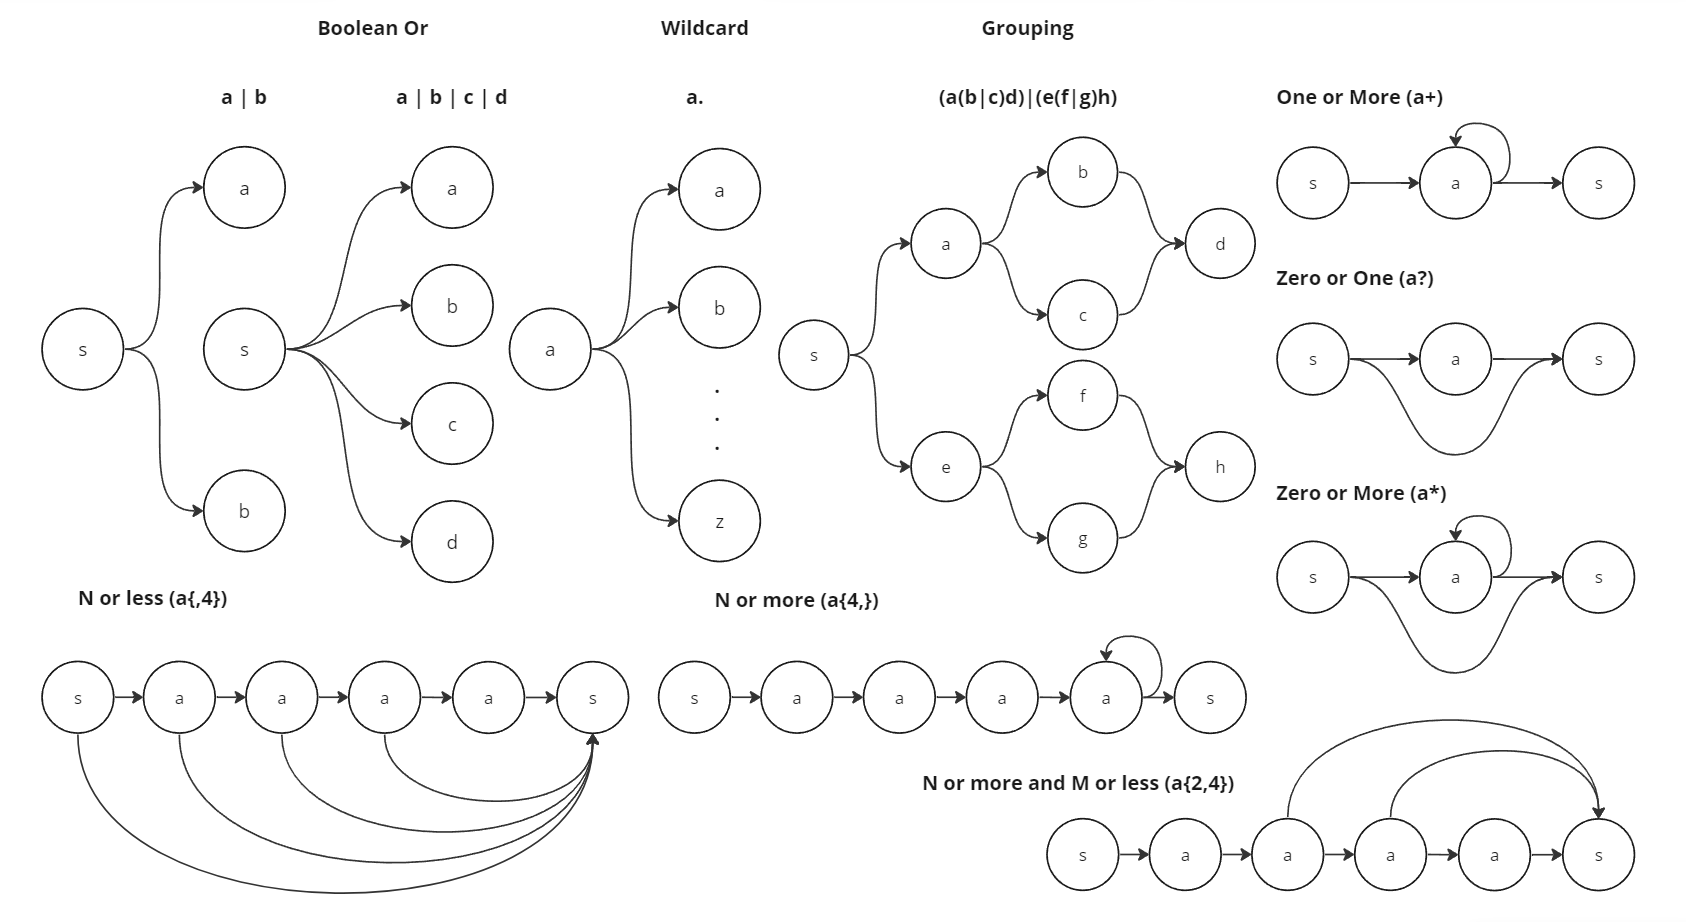 Boolean Or
Wildcard
Grouping
a | b
a | b | c | d
a.
(a(b|c)d)|(e(f|g)h)
One or More (a+)
s
a
b
s
a
b
c
d
a
a
b
.
.
.
z
s
a
b
c
d
e
f
g
h
s
a
s
Zero or One (a?)
s
a
s
Zero or More (a*)
s
a
s
N or less (a{,4})
s
a
a
a
a
s
N or more (a{4,})
s
a
a
a
a
s
N or more and M or less (a{2,4})
s
a
a
a
a
s